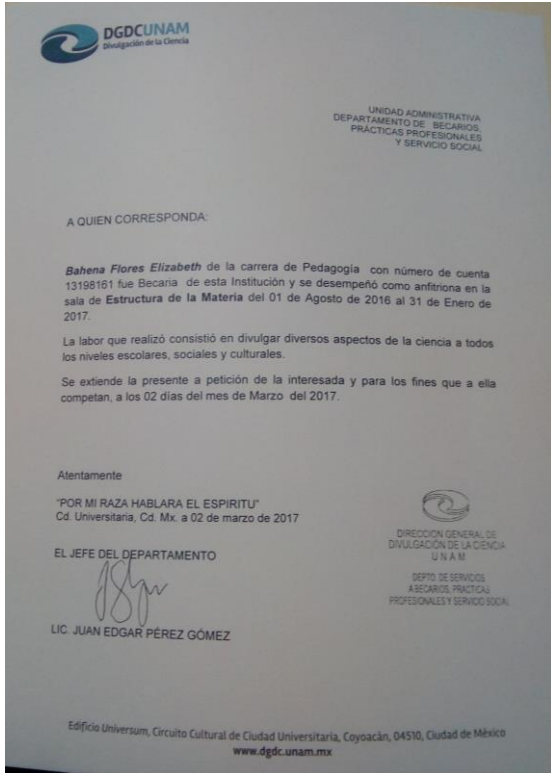 DGDCUNAM
Divulgación de la Ciencia
UNIDAD ADMINISTRATIVA
DEPARTAMENTO DE BECARIOS,
PRÁCTICAS PROFESIONALES
Y SERVICIO SOCIAL
A QUIEN CORRESPONDA:
Bahena Flores Elizabeth de la carrera de Pedagogía con número de cuenta
13198161 fue Becaria de esta Institución y se desempeñó como anfitriona en la
sala de Estructura de la Materia del 01 de Agosto de 2016 al 31 de Enero de
2017.
La labor que realizó consistió en divulgar diversos aspectos de la ciencia a todos
los niveles escolares, sociales y culturales.
Se extiende la presente a petición de la interesada y para los fines que a ella
competan, a los 02 días del mes de Marzo del 2017.
Atentamente
"POR MI RAZA HABLARA EL ESPIRITU"
Cd. Universitaria, Cd. Mx. a 02 de marzo de 2017
EL JEFE DEL DEPARTAMENTO
LIC. JUAN EDGAR PÉREZ GÓMEZ
DIRECCION GENERAL DE
DIVULGACIÓN DE LA CIENCIA
U N A M
DEPTO. DE SERVICIOS
A BECARIOS, PRACTICAS
PROFESIONALES Y SERVICIO SOCIAL
Edificio Universum, Circuito Cultural de Ciudad Universitaria, Coyoacán, 04510, Ciudad de México
www.dgdc.unam.mx